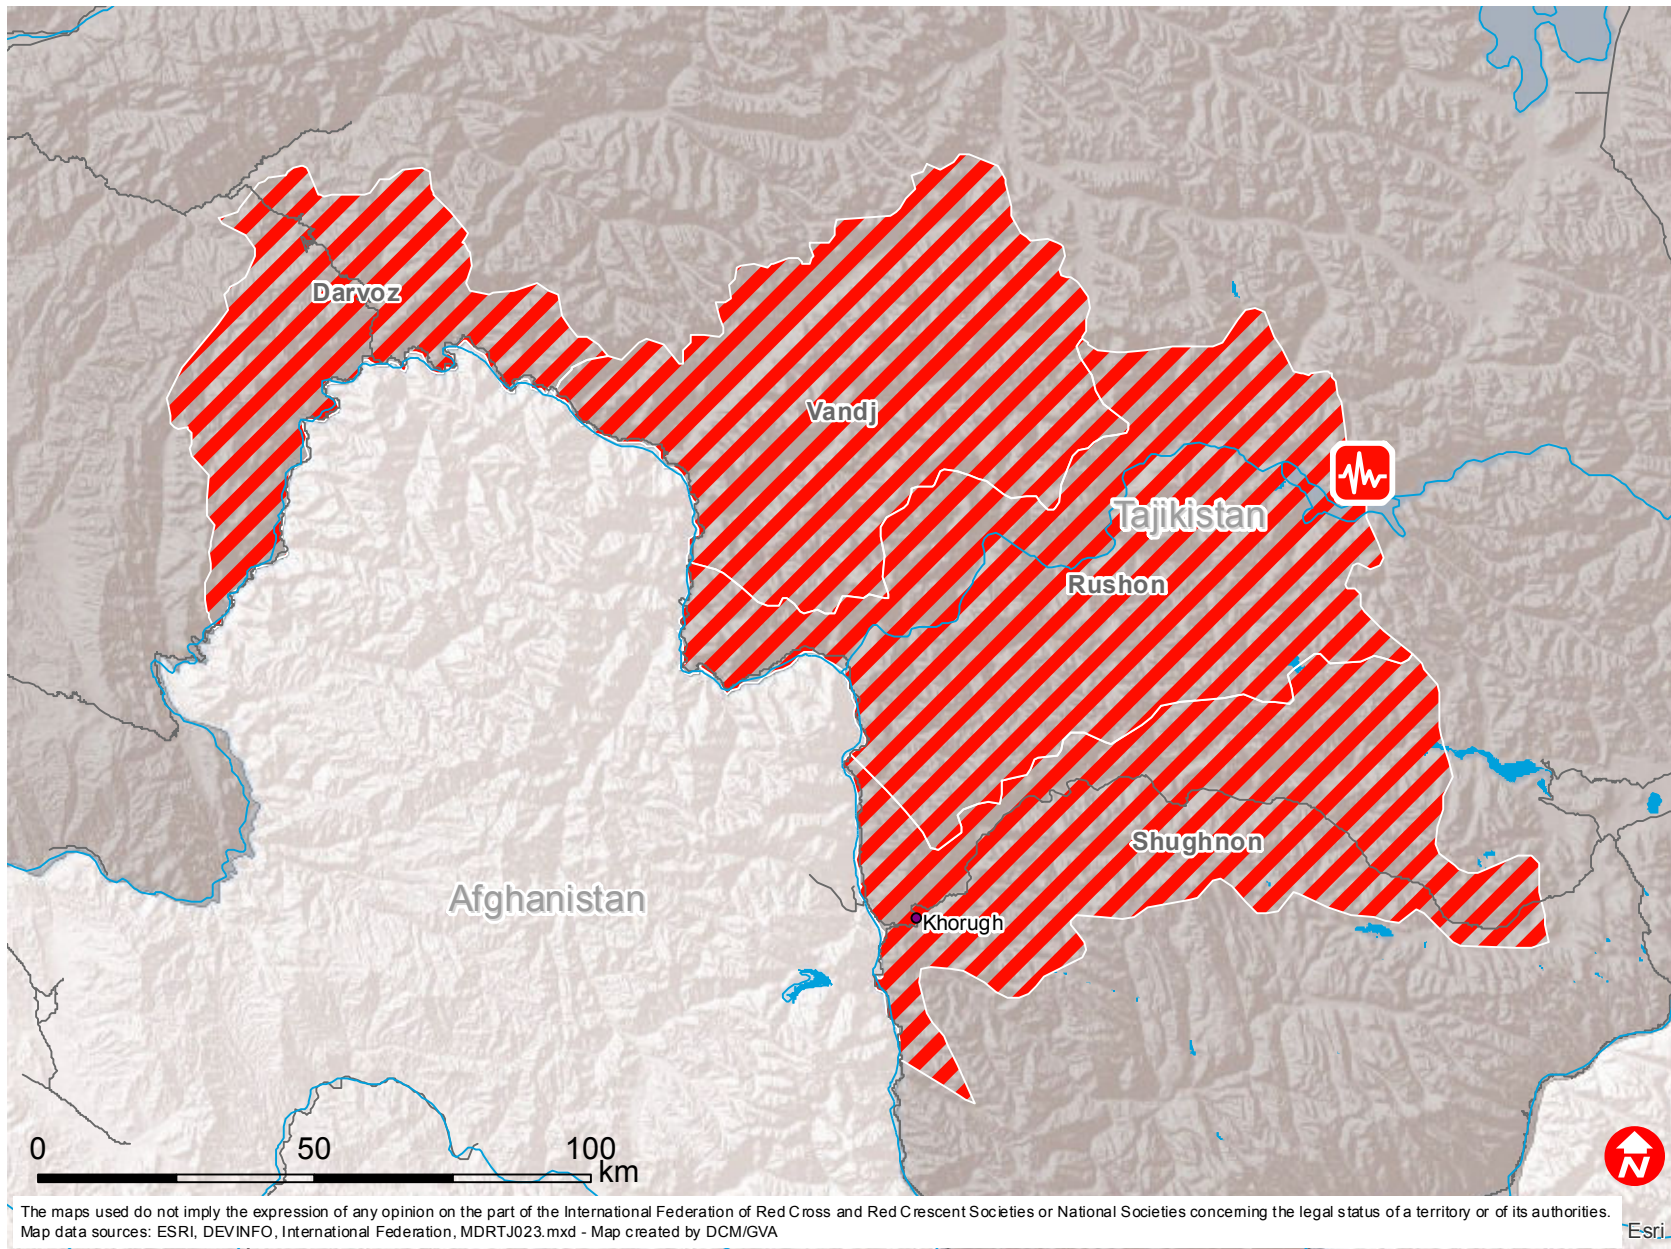 Darvoz
Vandj
Tajikistan
Rushon
Shughnon
Afghanistan
Khorugh
0 50 100
km
N
The maps used do not imply the expression of any opinion on the part of the International Federation of Red Cross and Red Crescent Societies or National Societies concerning the legal status of a territory or of its authorities.
Map data sources: ESRI, DEVINFO, International Federation, MDRTJ023.mxd - Map created by DCM/GVA
Esri